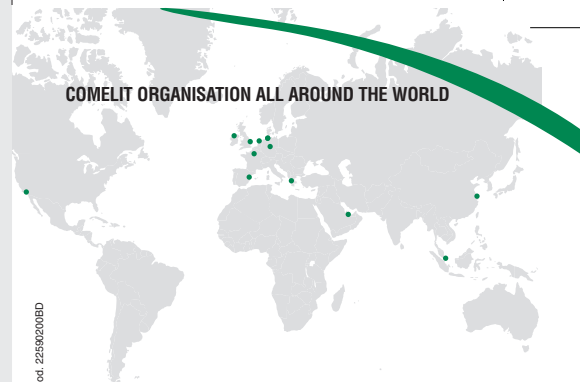 COMELIT ORGANISATION ALL AROUND THE WORLD
od. 22590200BD